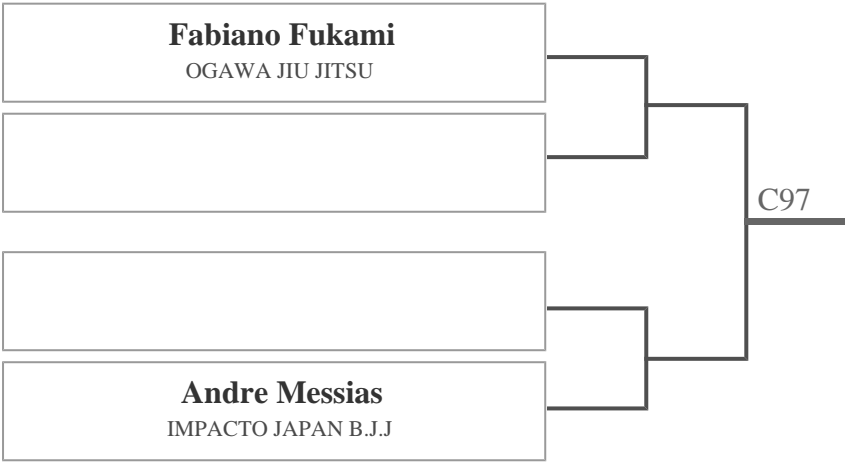 Fabiano Fukami
OGAWA JIU JITSU
C97
Andre Messias
IMPACTO JAPAN B.J.J